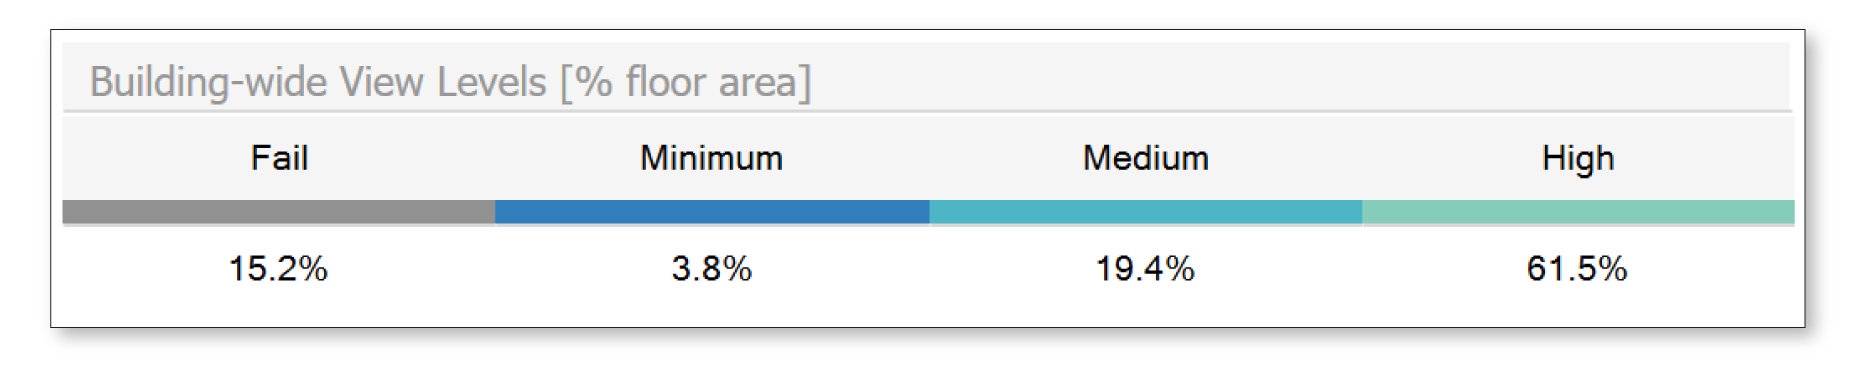 Building-wide View Levels [% floor area]
Fail Minimum Medium High
15.2% 3.8% 19.4% 61.5%